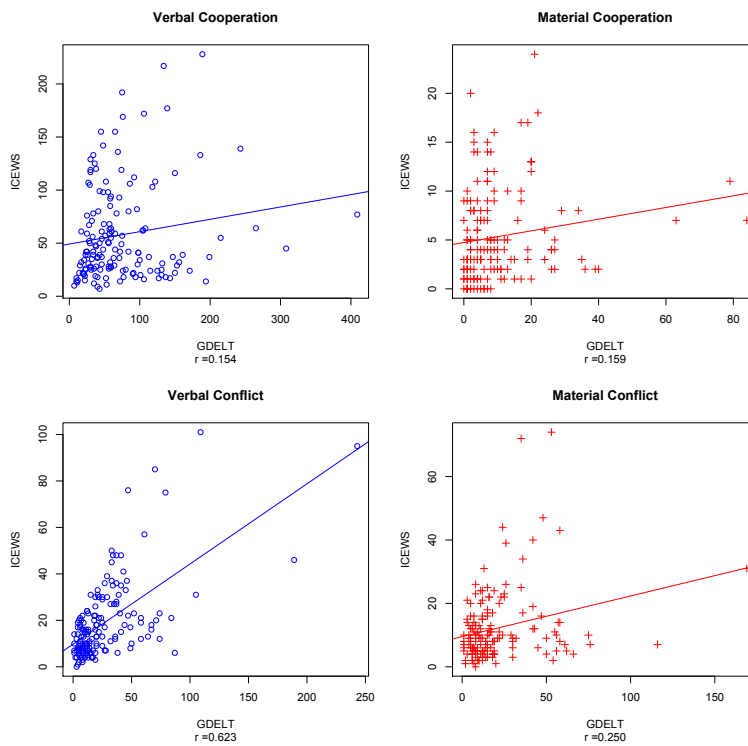 Verbal Cooperation
ICEWS
0 50 100 150 200
0 100 200 300 400
GDELT
r =0.154
Material Cooperation
ICEWS
0 5 10 15 20
0 20 40 60 80
GDELT
r =0.159
Verbal Conflict
ICEWS
0 20 40 60 80 100
0 50 100 150 200 250
GDELT
r =0.623
Material Conflict
ICEWS
0 20 40 60
0 50 100 150
GDELT
r =0.250